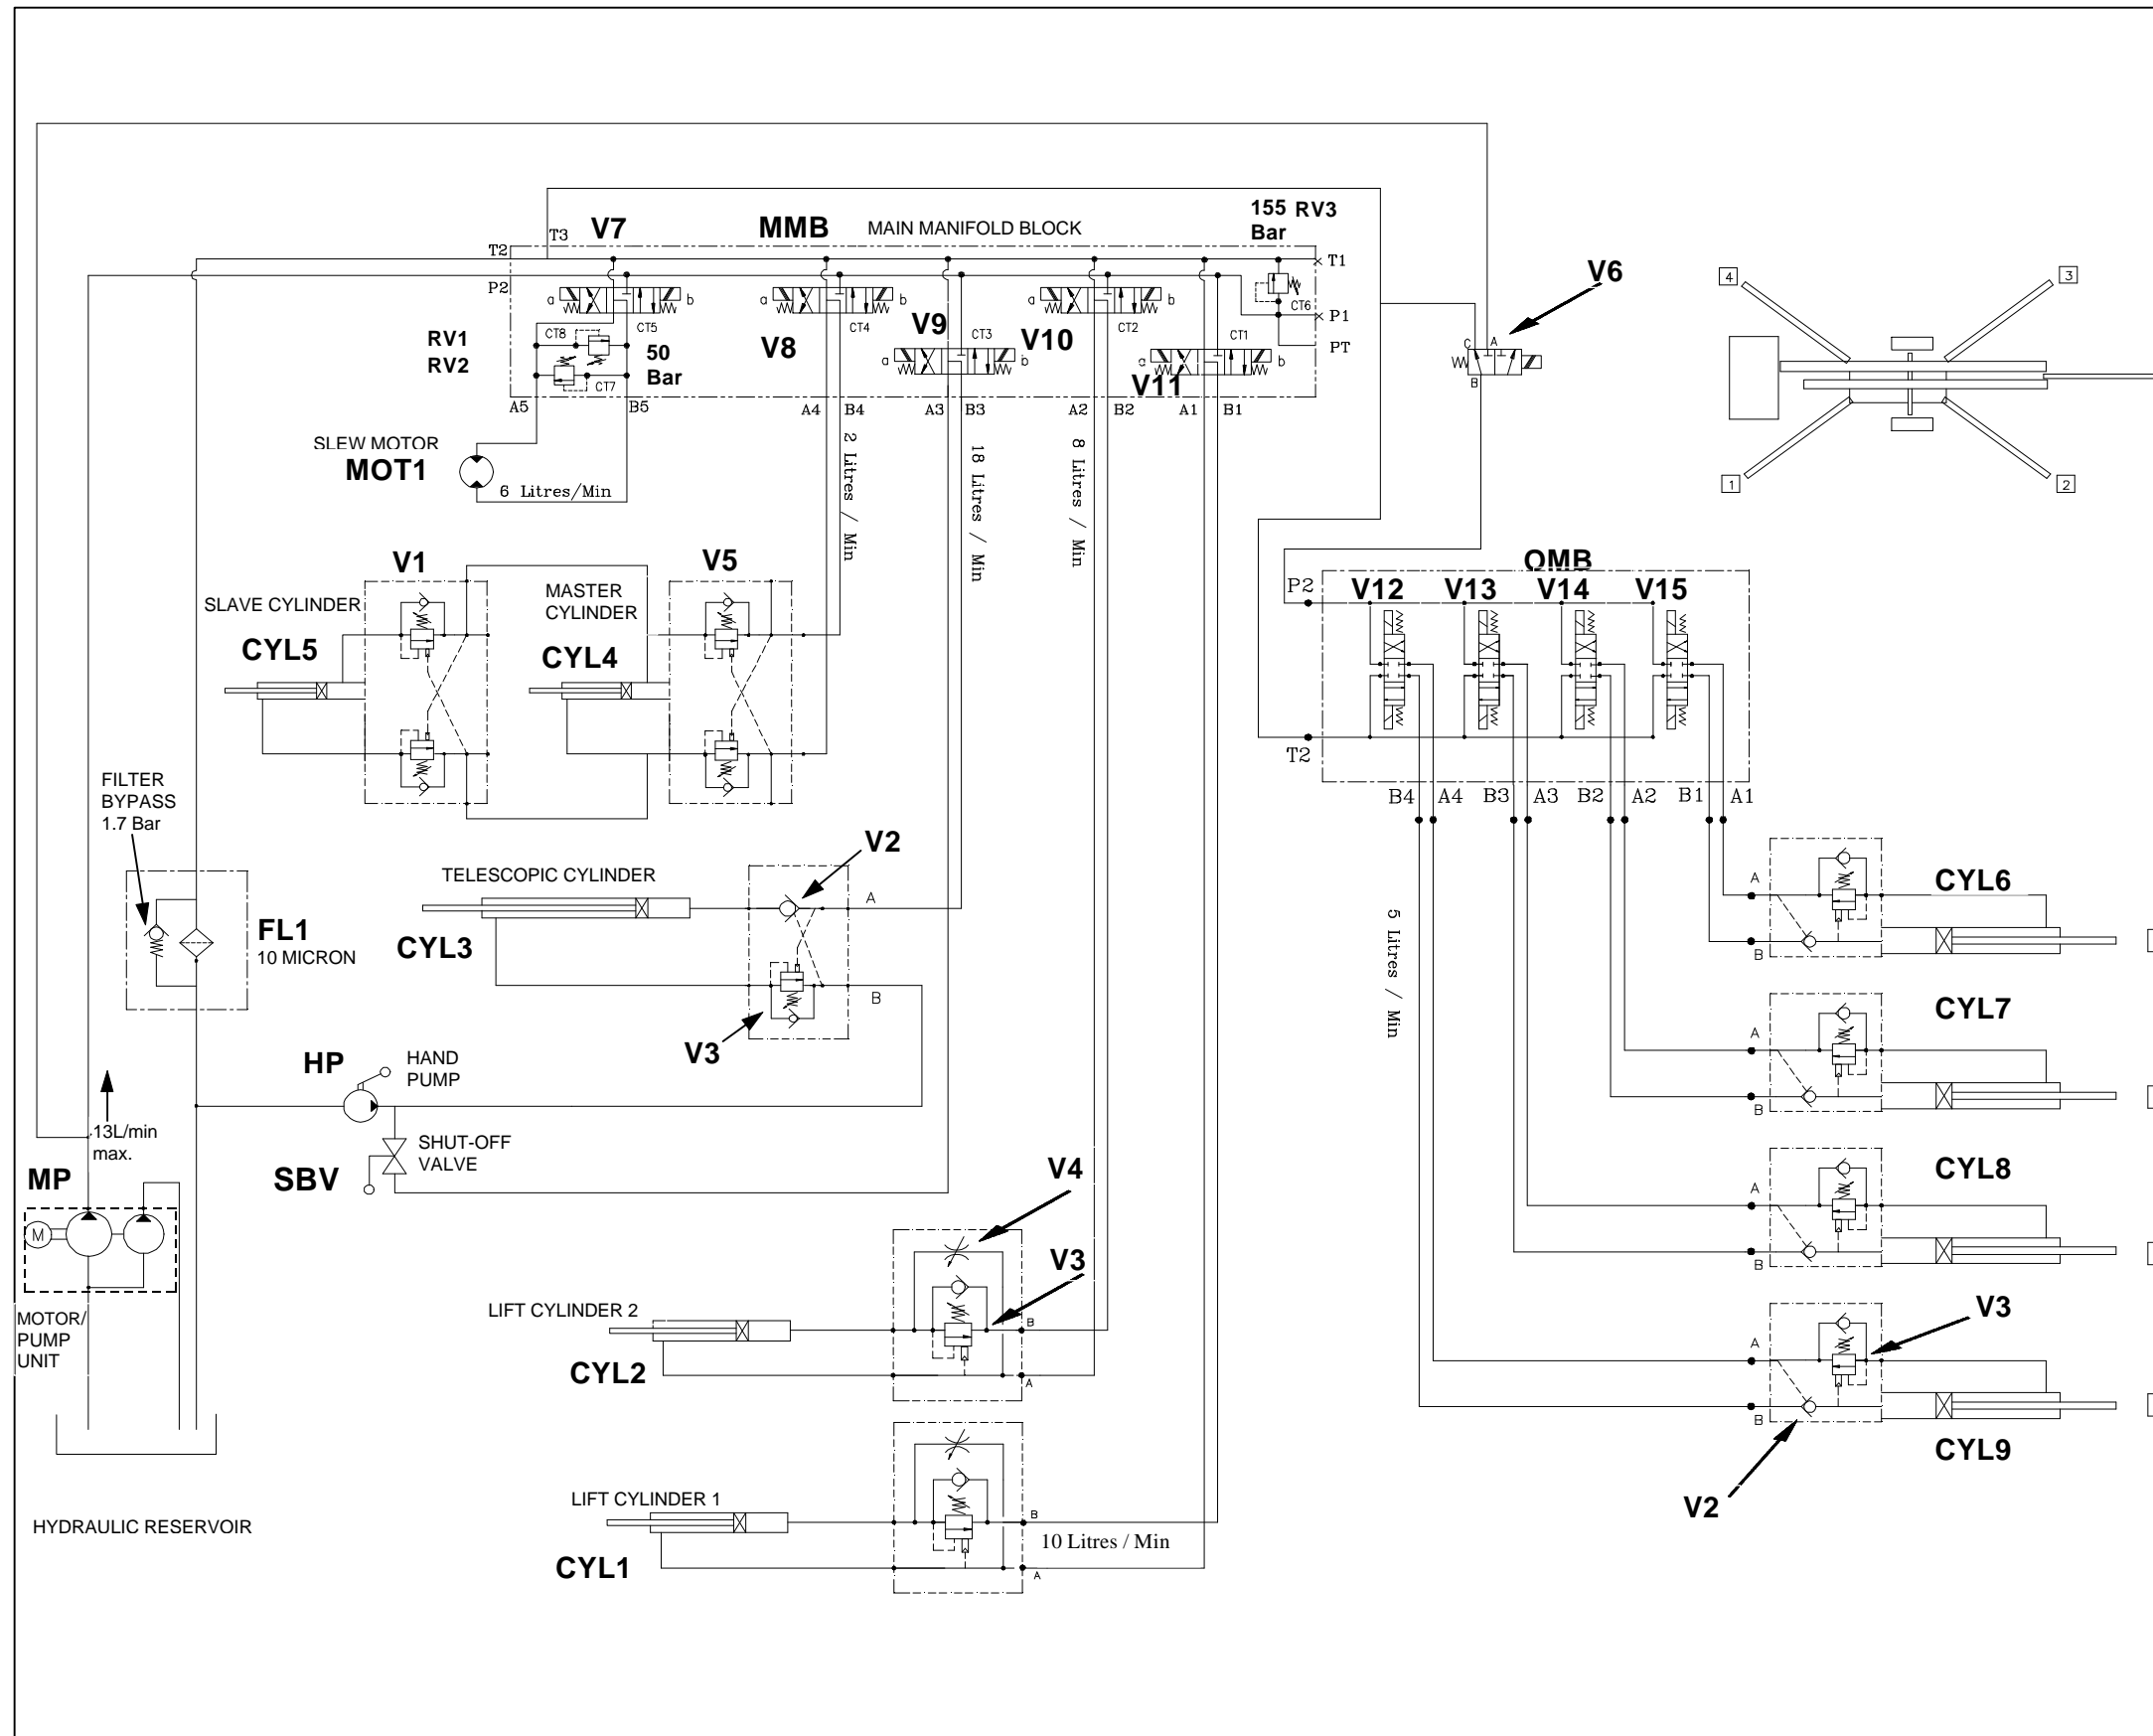 155 RV3
Bar
V7
MMB
MAIN MANIFOLD BLOCK
T3
T2
T1
P2
P1
PT
V6
C
A
B
a
b
CT5
a
b
CT4
a
b
CT3
a
b
CT2
a
b
CT1
CT6
CT8
CT7
RV1
RV2
50
Bar
V8
V9
V10
V11
A5
B5
A4
B4
A3
B3
A2
B2
A1
B1
4
3
1
2
SLEW MOTOR
MOT1
6 Litres/Min
2 Litres / Min
18 Litres / Min
8 Litres / Min
V1
V5
SLAVE CYLINDER
CYL5
MASTER
CYLINDER
CYL4
OMB
P2
V12
V13
V14
V15
T2
B4
A4
B3
A3
B2
A2
B1
A1
5 Litres / Min
FILTER
BYPASS
1.7 Bar
FL1
10 MICRON
TELESCOPIC CYLINDER
CYL3
V2
A
B
V3
HP
HAND
PUMP
SHUT-OFF
VALVE
SBV
13L/min
max.
MP
M
MOTOR/
PUMP
UNIT
HYDRAULIC RESERVOIR
V4
V3
LIFT CYLINDER 2
CYL2
B
A
LIFT CYLINDER 1
CYL1
B
10 Litres / Min
A
A
B
CYL6
A
B
CYL7
A
B
CYL8
A
B
V3
CYL9
V2